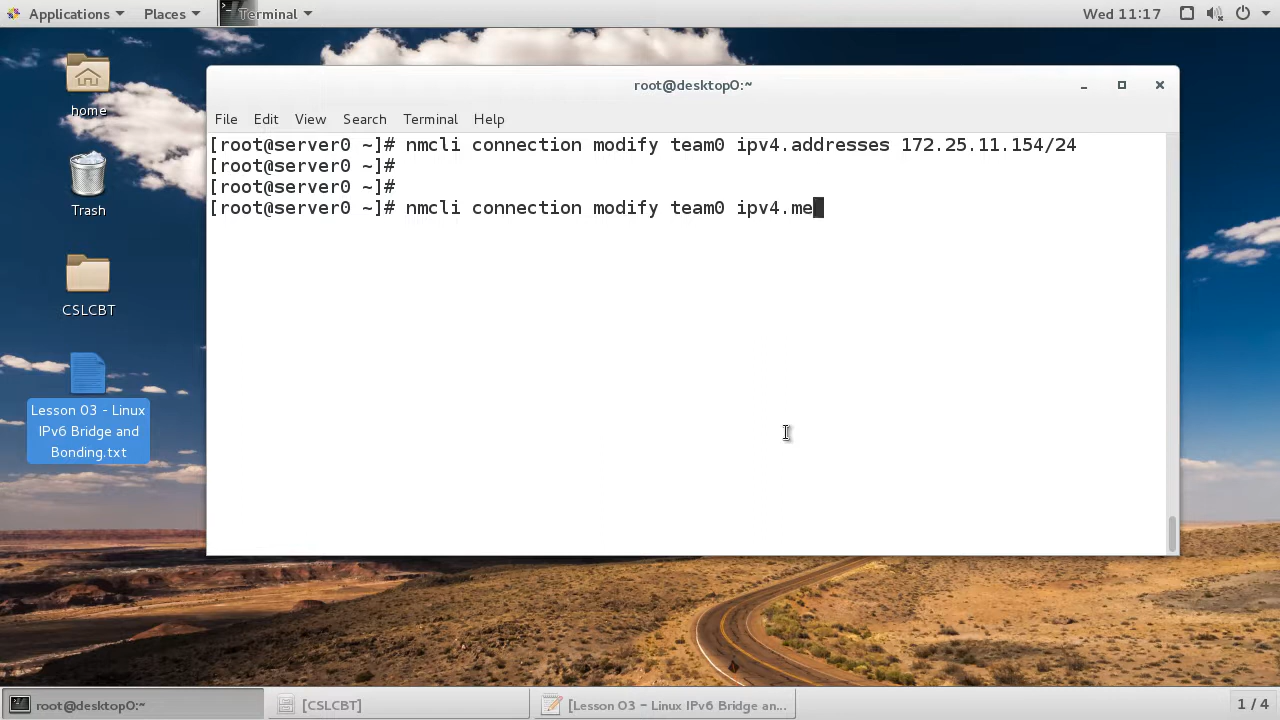 Applications Places Terminal Wed 11:17
home
Trash
CSLCBT
Lesson 03 - Linux
IPv6 Bridge and
Bonding.txt
root@desktop0:~
File Edit View Search Terminal Help
[root@server0 ~]# nmcli connection modify team0 ipv4.addresses 172.25.11.154/24
[root@server0 ~]#
[root@server0 ~]#
[root@server0 ~]# nmcli connection modify team0 ipv4.me
root@desktop0:~ [CSLCBT] [Lesson 03 - Linux IPv6 Bridge an... 1 / 4